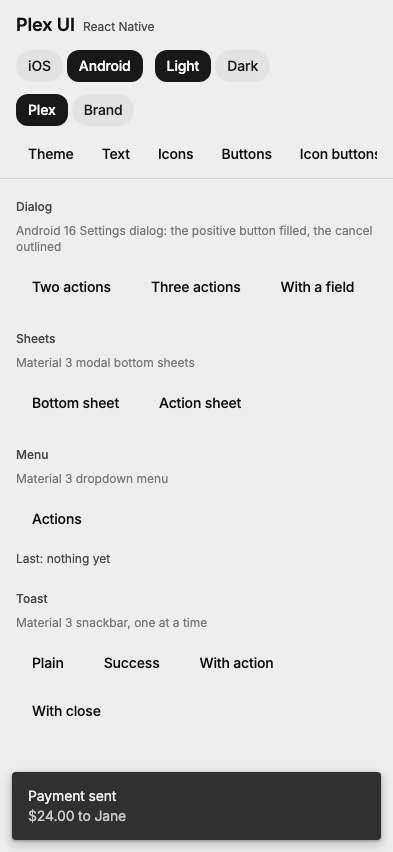 Plex UI React Native
iOS Android Light Dark
Plex Brand
Theme Text Icons Buttons Icon buttons
Dialog
Android 16 Settings dialog: the positive button filled, the cancel
outlined
Two actions Three actions With a field
Sheets
Material 3 modal bottom sheets
Bottom sheet Action sheet
Menu
Material 3 dropdown menu
Actions
Last: nothing yet
Toast
Material 3 snackbar, one at a time
Plain Success With action
With close
Payment sent
$24.00 to Jane